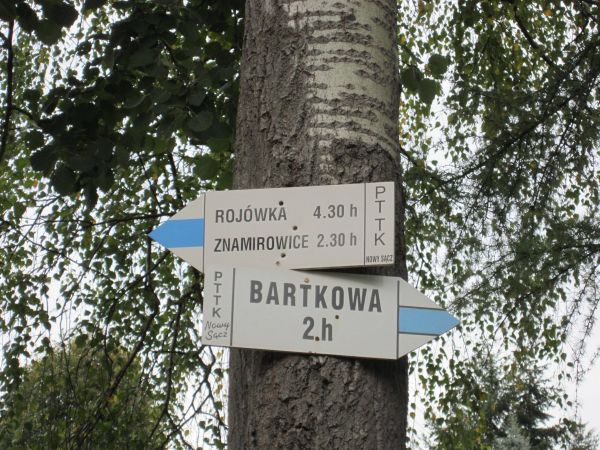 ROJÓWKA 4.30 h
ZNAMIROWICE 2.30 h
PTTK
NOWY SĄCZ
PTTK
Nowy
Sącz
BARTKOWA
2 h